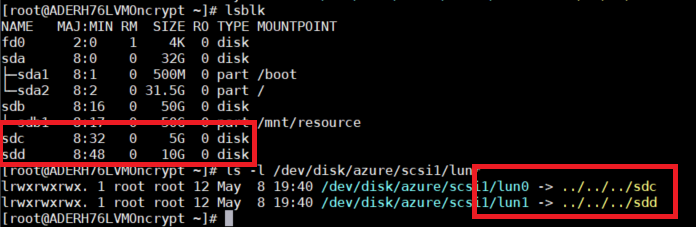 [root@ADERH76LVMOncrypt ~]# lsblk
NAME   MAJ:MIN RM  SIZE RO TYPE MOUNTPOINT
fd0      2:0    1    4K  0 disk
sda      8:0    0   32G  0 disk
├─sda1   8:1    0  500M  0 part /boot
└─sda2   8:2    0 31.5G  0 part /
sdb      8:16   0   50G  0 disk
└─sdb1   8:17   0   50G  0 part /mnt/resource
sdc      8:32   0    5G  0 disk
sdd      8:48   0   10G  0 disk
[root@ADERH76LVMOncrypt ~]# ls -l /dev/disk/azure/scsi1/lun
lrwxrwxrwx. 1 root root 12 May  8 19:40 /dev/disk/azure/scsi1/lun0 -> ../../../sdc
lrwxrwxrwx. 1 root root 12 May  8 19:40 /dev/disk/azure/scsi1/lun1 -> ../../../sdd
[root@ADERH76LVMOncrypt ~]#